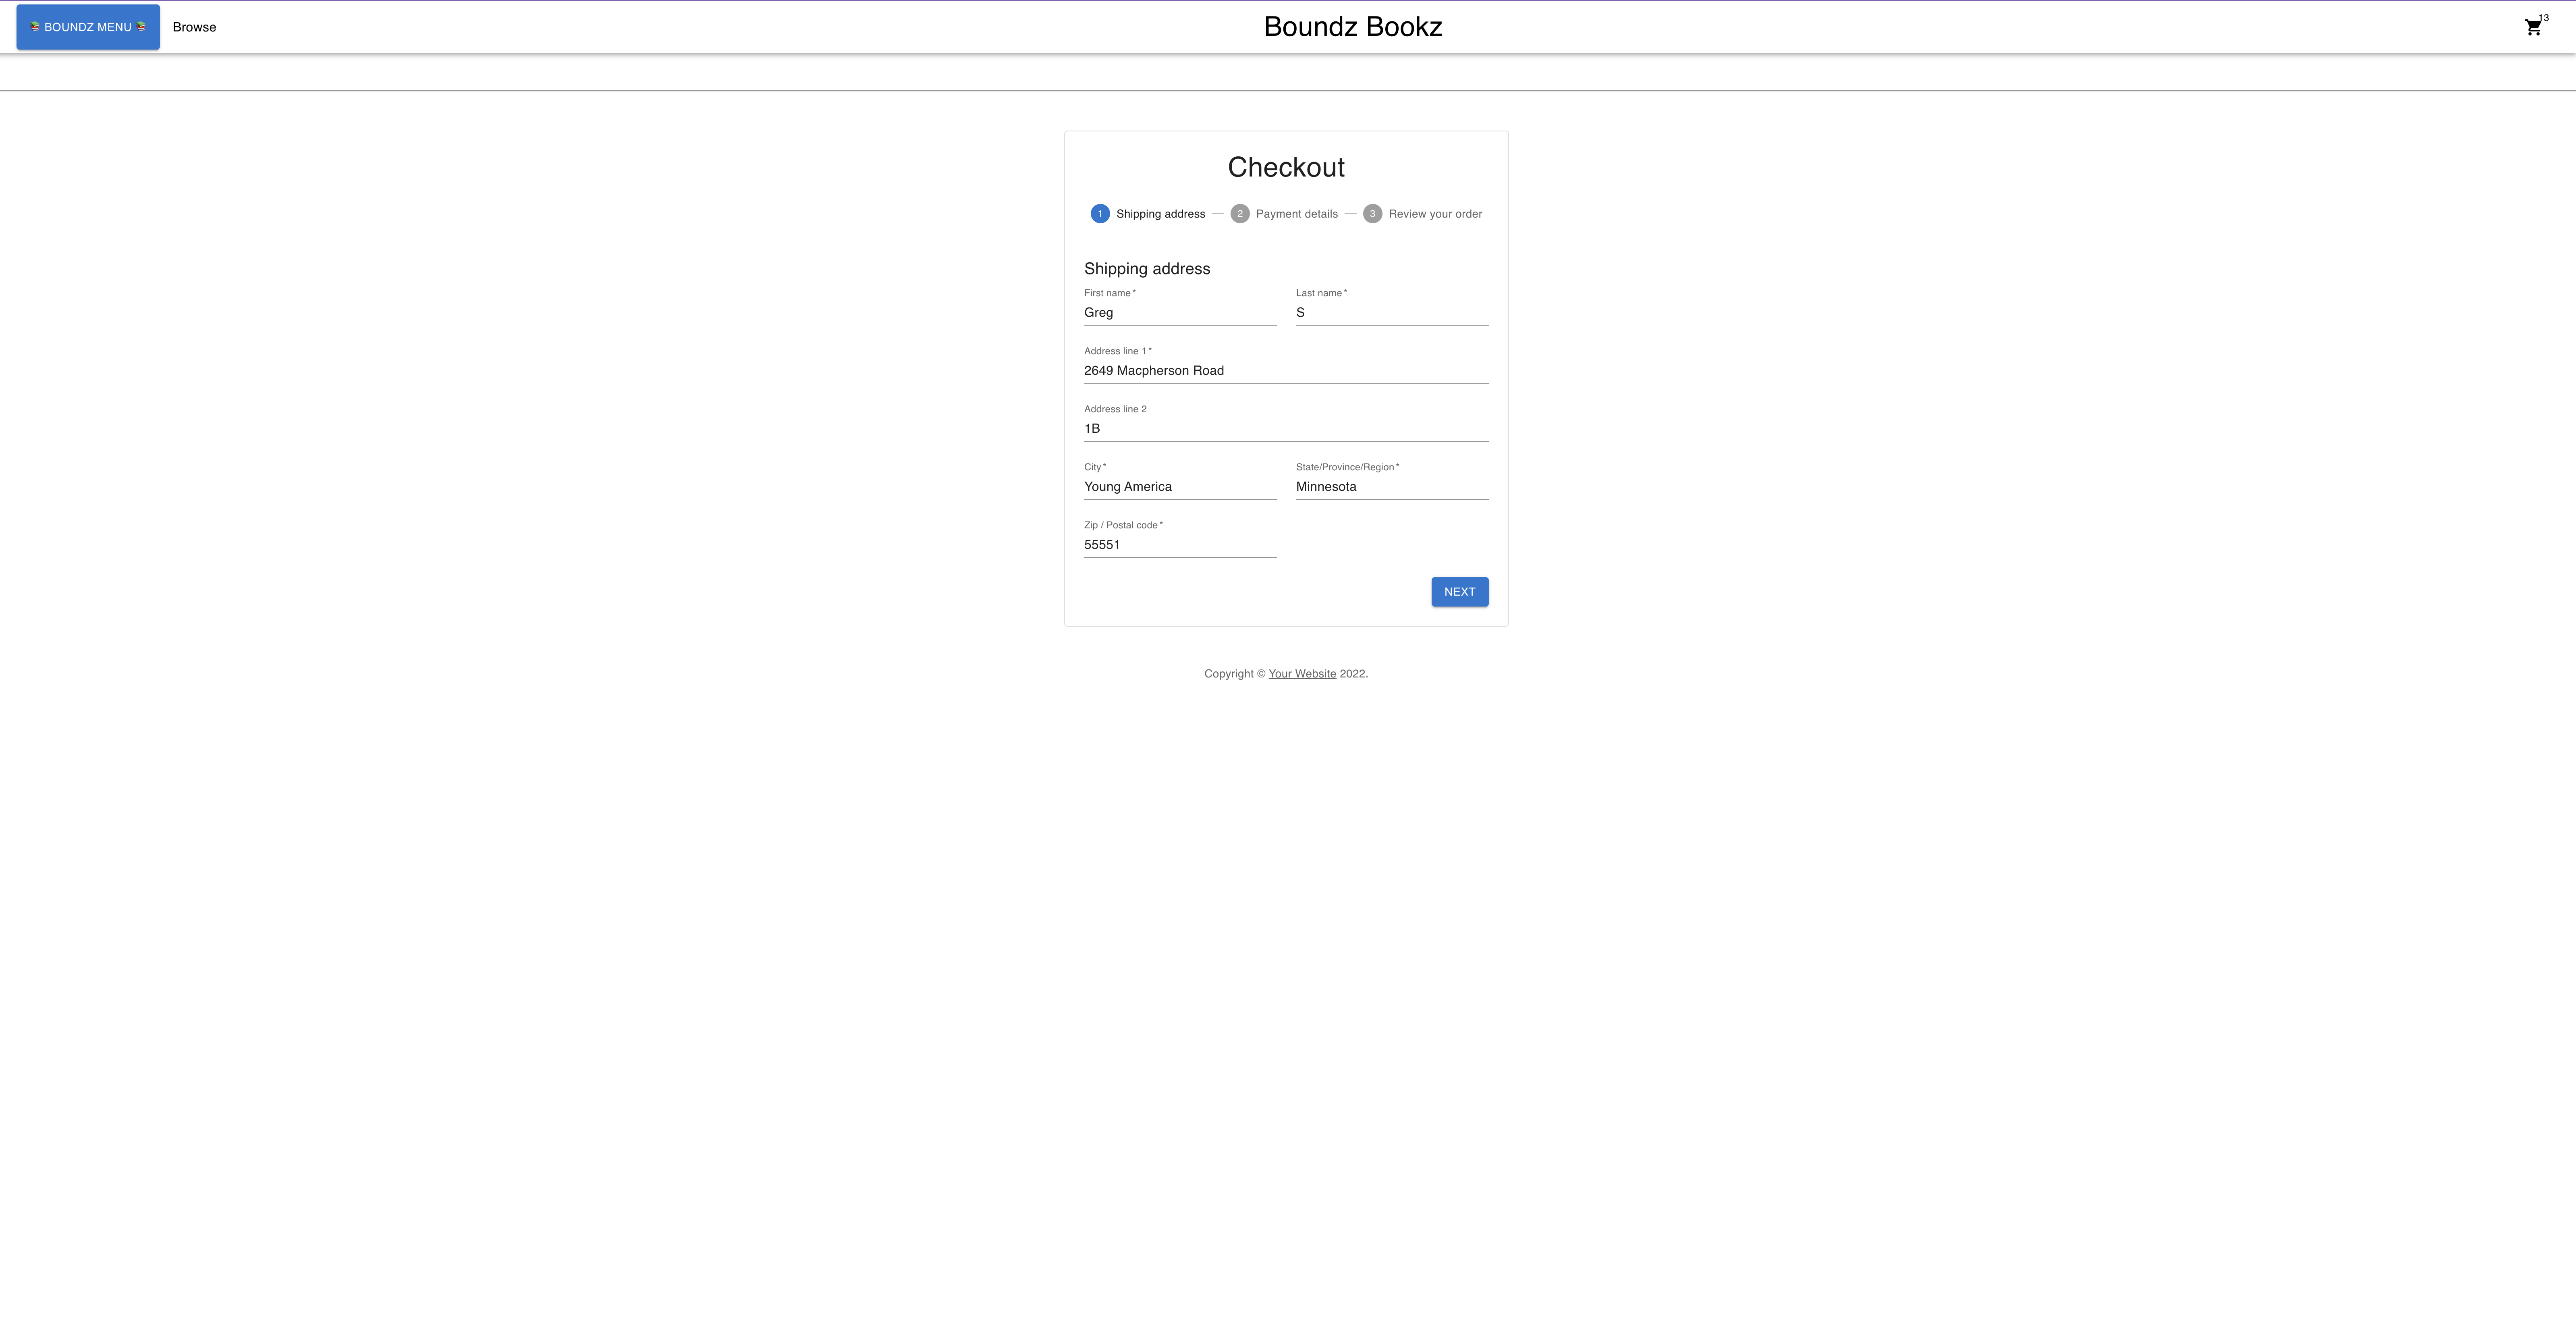 BOUNDZ MENU Browse Boundz Bookz 13
Checkout
1 Shipping address 2 Payment details 3 Review your order
Shipping address
First name * Last name *
Greg S
Address line 1 *
2649 Macpherson Road
Address line 2
1B
City * State/Province/Region *
Young America Minnesota
Zip / Postal code *
55551
NEXT
Copyright © Your Website 2022.